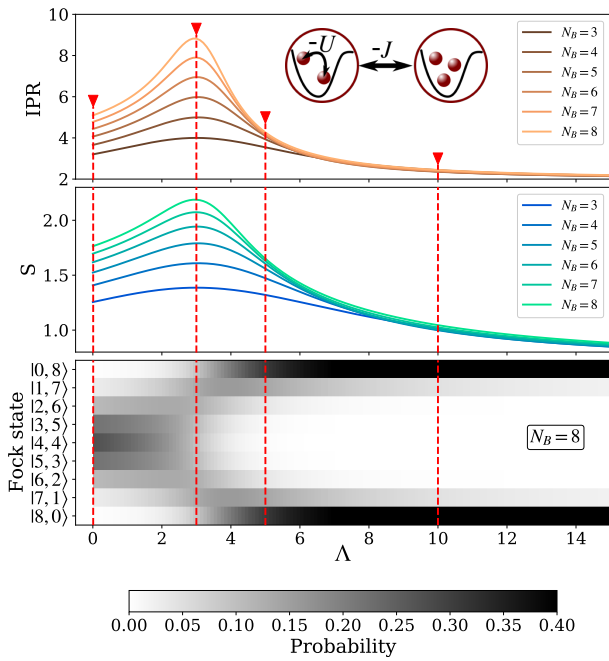 10
8
6
4
2
IPR
-U
-J
N_B = 3
N_B = 4
N_B = 5
N_B = 6
N_B = 7
N_B = 8
2.0
1.5
1.0
S
N_B = 3
N_B = 4
N_B = 5
N_B = 6
N_B = 7
N_B = 8
Fock state
|0, 8⟩
|1, 7⟩
|2, 6⟩
|3, 5⟩
|4, 4⟩
|5, 3⟩
|6, 2⟩
|7, 1⟩
|8, 0⟩
N_B = 8
0 2 4 6 8 10 12 14
Λ
0.00 0.05 0.10 0.15 0.20 0.25 0.30 0.35 0.40
Probability